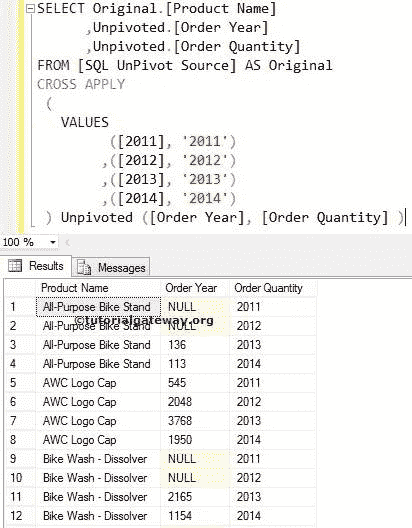 SELECT Original.[Product Name]
,Unpivoted.[Order Year]
,Unpivoted.[Order Quantity]
FROM [SQL UnPivot Source] AS Original
CROSS APPLY
(
VALUES
([2011], '2011')
,([2012], '2012')
,([2013], '2013')
,([2014], '2014')
) Unpivoted ([Order Year], [Order Quantity] )
100 %
Results Messages
Product Name Order Year Order Quantity
1 All-Purpose Bike Stand NULL 2011
2 All-Purpose Bike Stand NULL 2012
©tutorialgateway.org
3 All-Purpose Bike Stand 136 2013
4 All-Purpose Bike Stand 113 2014
5 AWC Logo Cap 545 2011
6 AWC Logo Cap 2048 2012
7 AWC Logo Cap 3768 2013
8 AWC Logo Cap 1950 2014
9 Bike Wash - Dissolver NULL 2011
10 Bike Wash - Dissolver NULL 2012
11 Bike Wash - Dissolver 2165 2013
12 Bike Wash - Dissolver 1154 2014